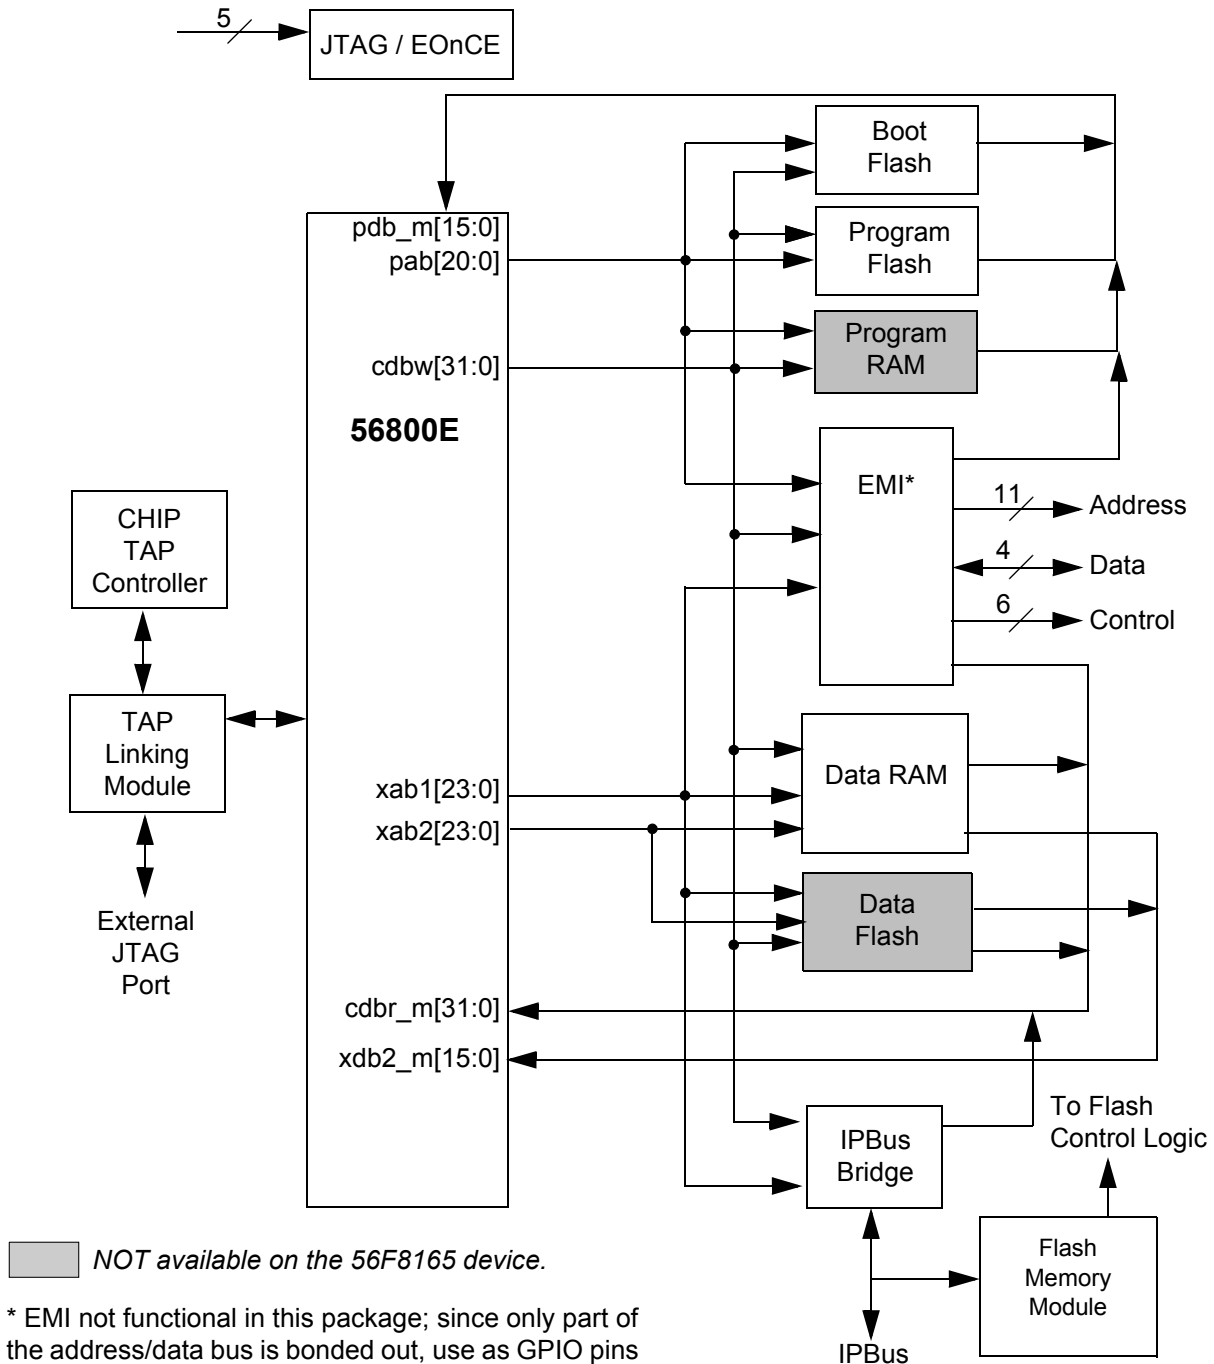 5
JTAG / EOnCE
Boot
Flash
pdb_m[15:0]
pab[20:0]
Program
Flash
cdbw[31:0]
Program
RAM
56800E
EMI*
11
Address
4
Data
6
Control
CHIP
TAP
Controller
TAP
Linking
Module
External
JTAG
Port
xab1[23:0]
xab2[23:0]
Data RAM
Data
Flash
cdbr_m[31:0]
xdb2_m[15:0]
IPBus
Bridge
To Flash
Control Logic
Flash
Memory
Module
IPBus
NOT available on the 56F8165 device.
* EMI not functional in this package; since only part of
the address/data bus is bonded out, use as GPIO pins